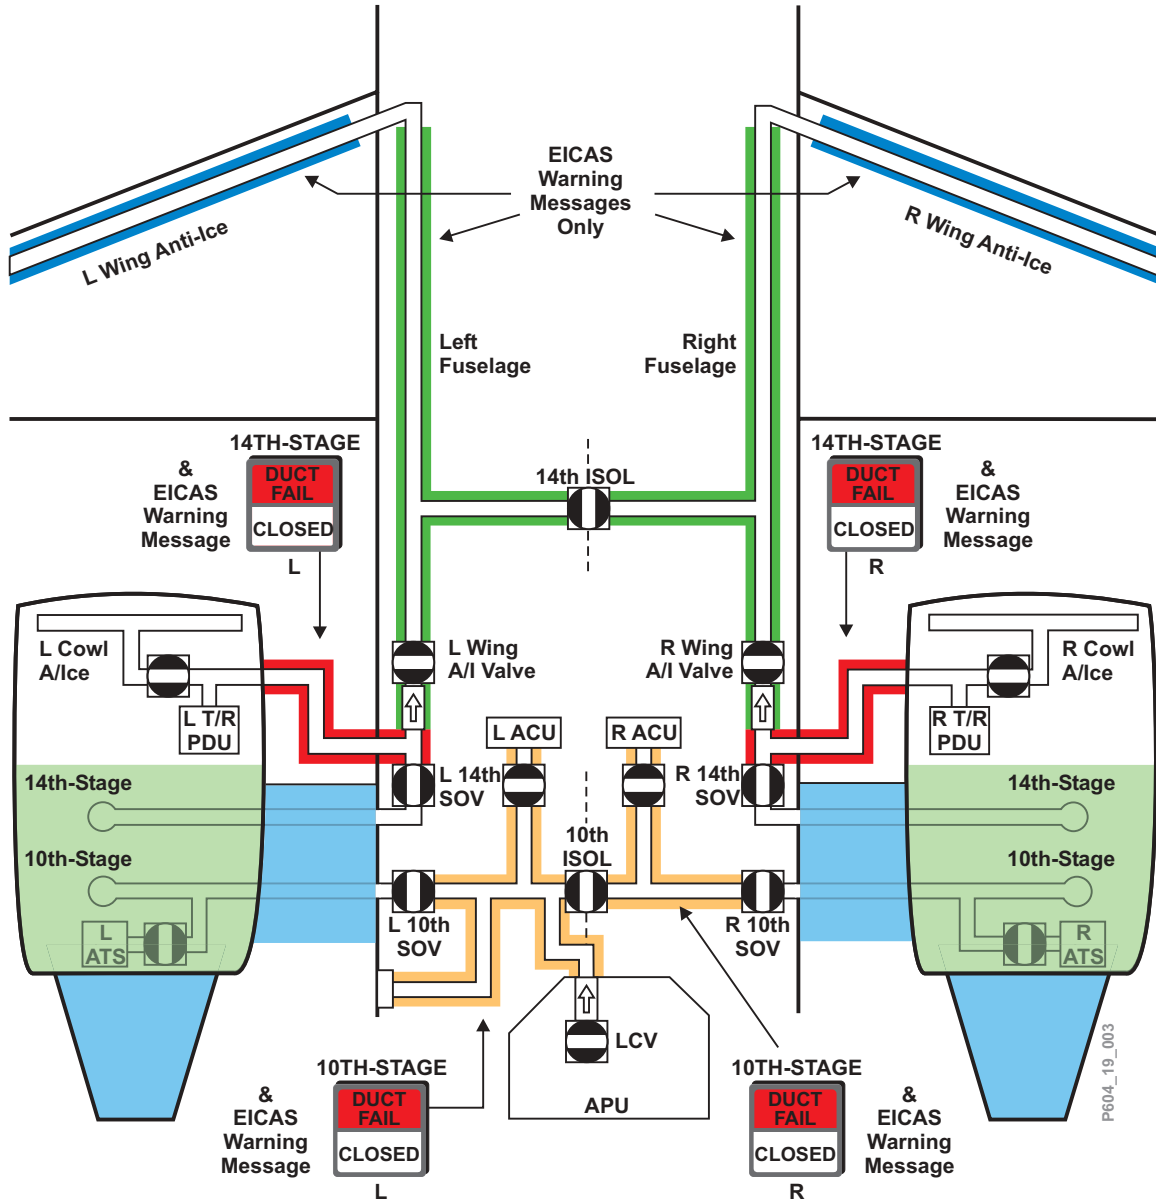 EICAS
Warning
Messages
Only
L Wing Anti-Ice
R Wing Anti-Ice
Left
Fuselage
Right
Fuselage
14TH-STAGE
DUCT
FAIL
CLOSED
L
&
EICAS
Warning
Message
14th ISOL
14TH-STAGE
DUCT
FAIL
CLOSED
R
&
EICAS
Warning
Message
L Cowl
A/Ice
L T/R
PDU
L Wing
A/I Valve
R Wing
A/I Valve
R Cowl
A/Ice
R T/R
PDU
L ACU
R ACU
14th-Stage
L 14th
SOV
R 14th
SOV
14th-Stage
10th-Stage
10th
ISOL
10th-Stage
L
ATS
L 10th
SOV
R 10th
SOV
R
ATS
LCV
APU
10TH-STAGE
DUCT
FAIL
CLOSED
L
&
EICAS
Warning
Message
10TH-STAGE
DUCT
FAIL
CLOSED
R
&
EICAS
Warning
Message
P604_19_003